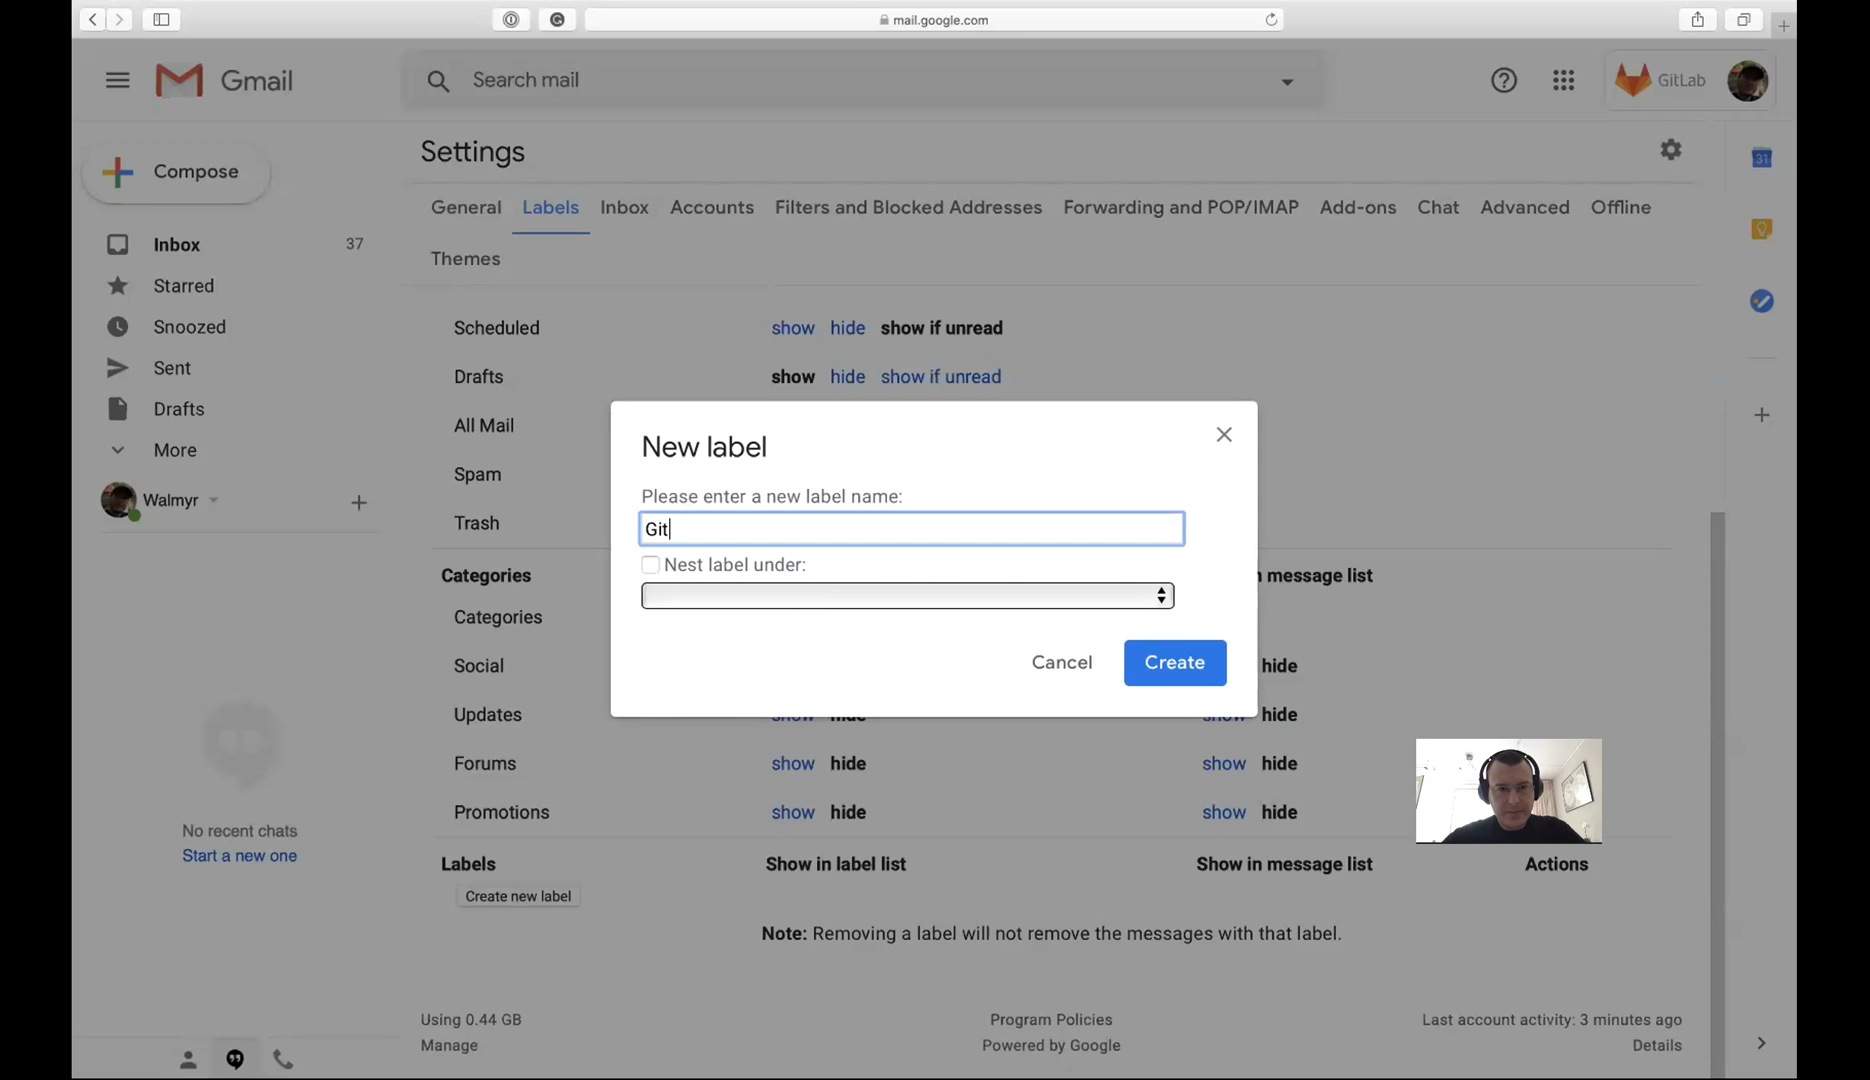 mail.google.com
Gmail
Search mail
GitLab
Compose
Settings
31
General Labels Inbox Accounts Filters and Blocked Addresses Forwarding and POP/IMAP Add-ons Chat Advanced Offline
Themes
Inbox 37
Starred
Snoozed
Sent
Drafts
More
Walmyr
Scheduled show hide show if unread
Drafts show hide show if unread
All Mail
Spam
Trash
New label
Please enter a new label name:
Git
Nest label under:
Cancel Create
Categories message list
Categories
Social hide
Updates show hide show hide
Forums show hide show hide
Promotions show hide show hide
No recent chats
Start a new one
Labels Show in label list Show in message list Actions
Create new label
Note: Removing a label will not remove the messages with that label.
Using 0.44 GB
Manage
Program Policies
Powered by Google
Last account activity: 3 minutes ago
Details